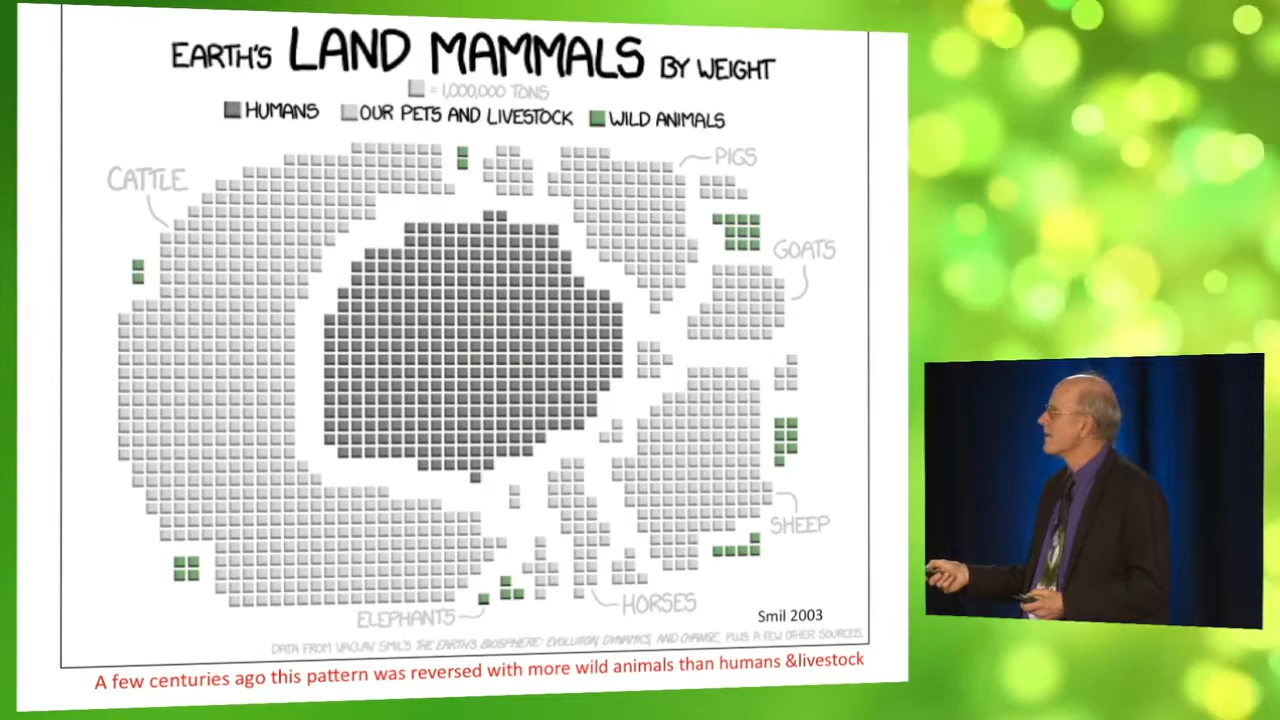 EARTH'S LAND MAMMALS BY WEIGHT
= 1,000,000 TONS
HUMANS OUR PETS AND LIVESTOCK WILD ANIMALS
CATTLE
PIGS
GOATS
SHEEP
HORSES
ELEPHANTS
Smil 2003
DATA FROM VACLAV SMIL'S THE EARTH'S BIOSPHERE: EVOLUTION, DYNAMICS, AND CHANGE, PLUS A FEW OTHER SOURCES.
A few centuries ago this pattern was reversed with more wild animals than humans &livestock